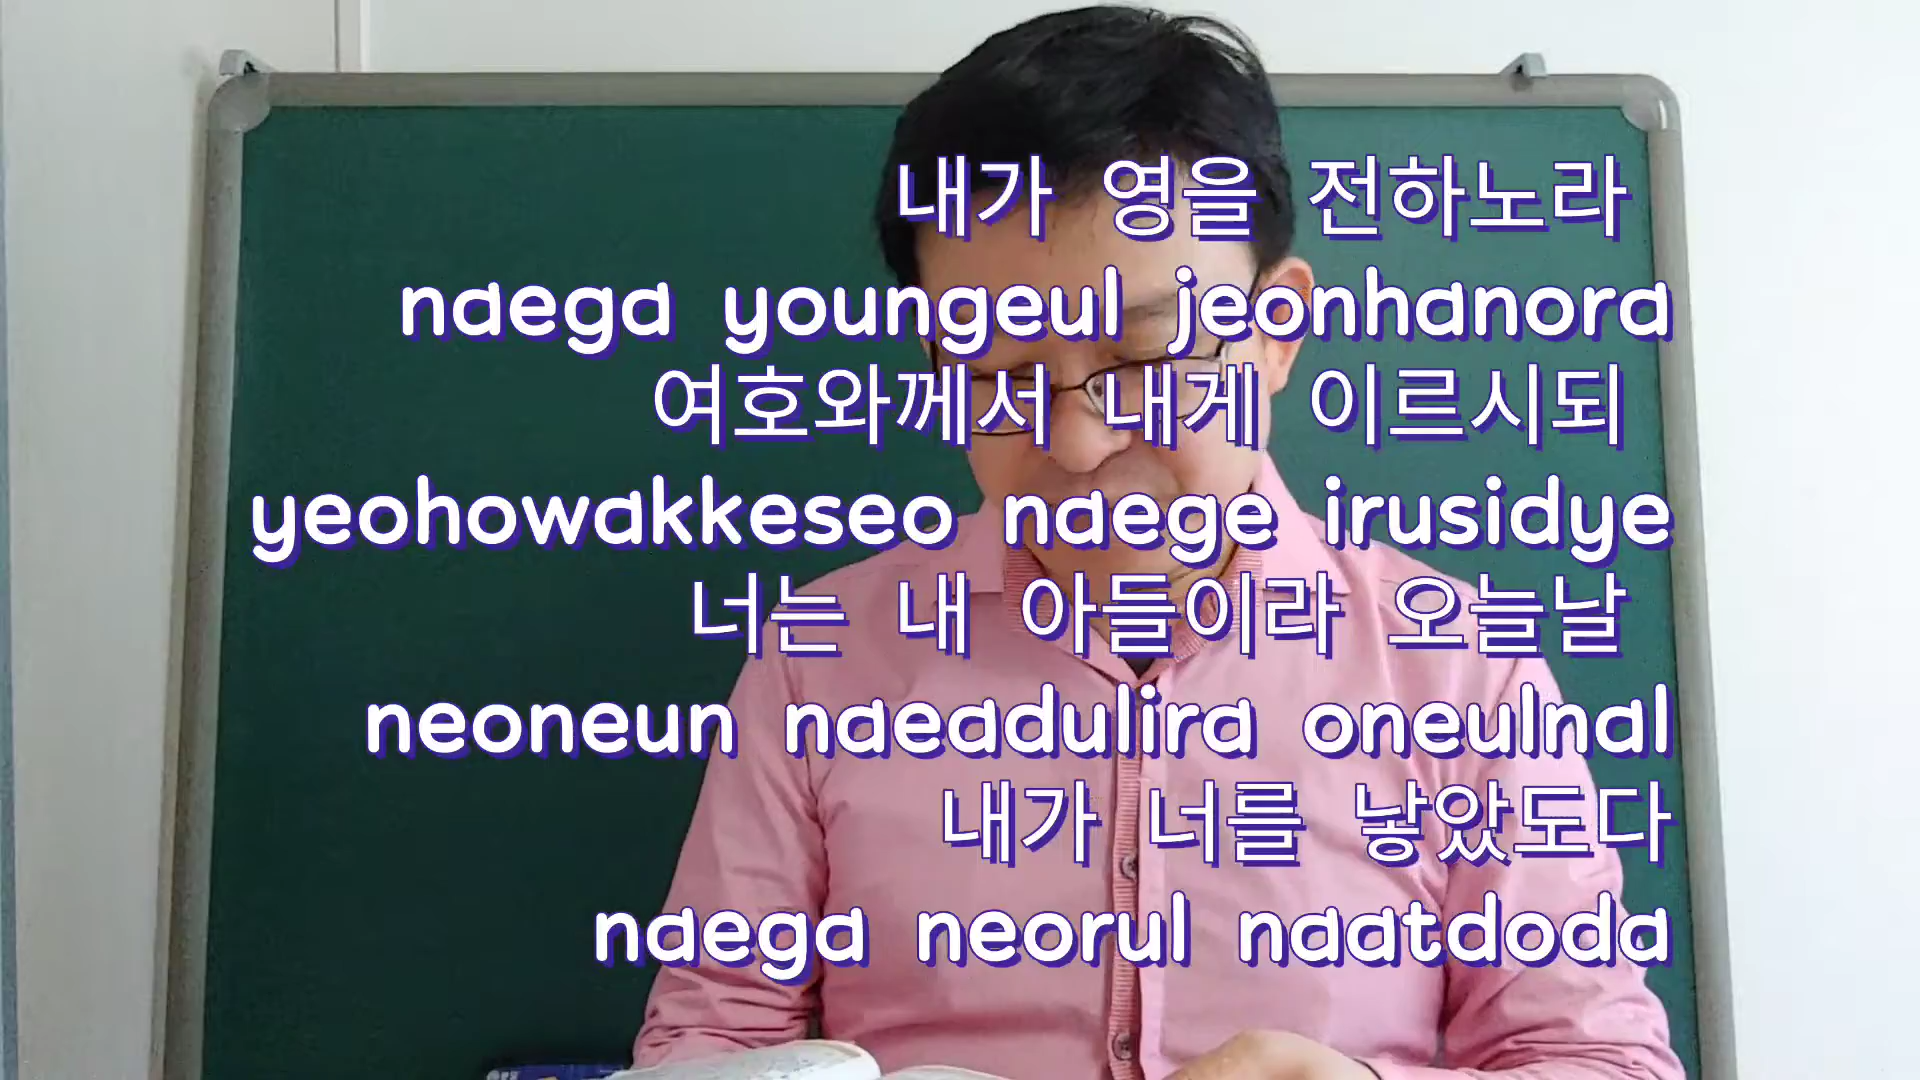 내가 영을 전하노라
naega youngeul jeonhanora
여호와께서 내게 이르시되
yeohowakkeseo naege irusidye
너는 내 아들이라 오늘날
neoneun naeadulira oneulnal
내가 너를 낳았도다
naega neorul naatdoda